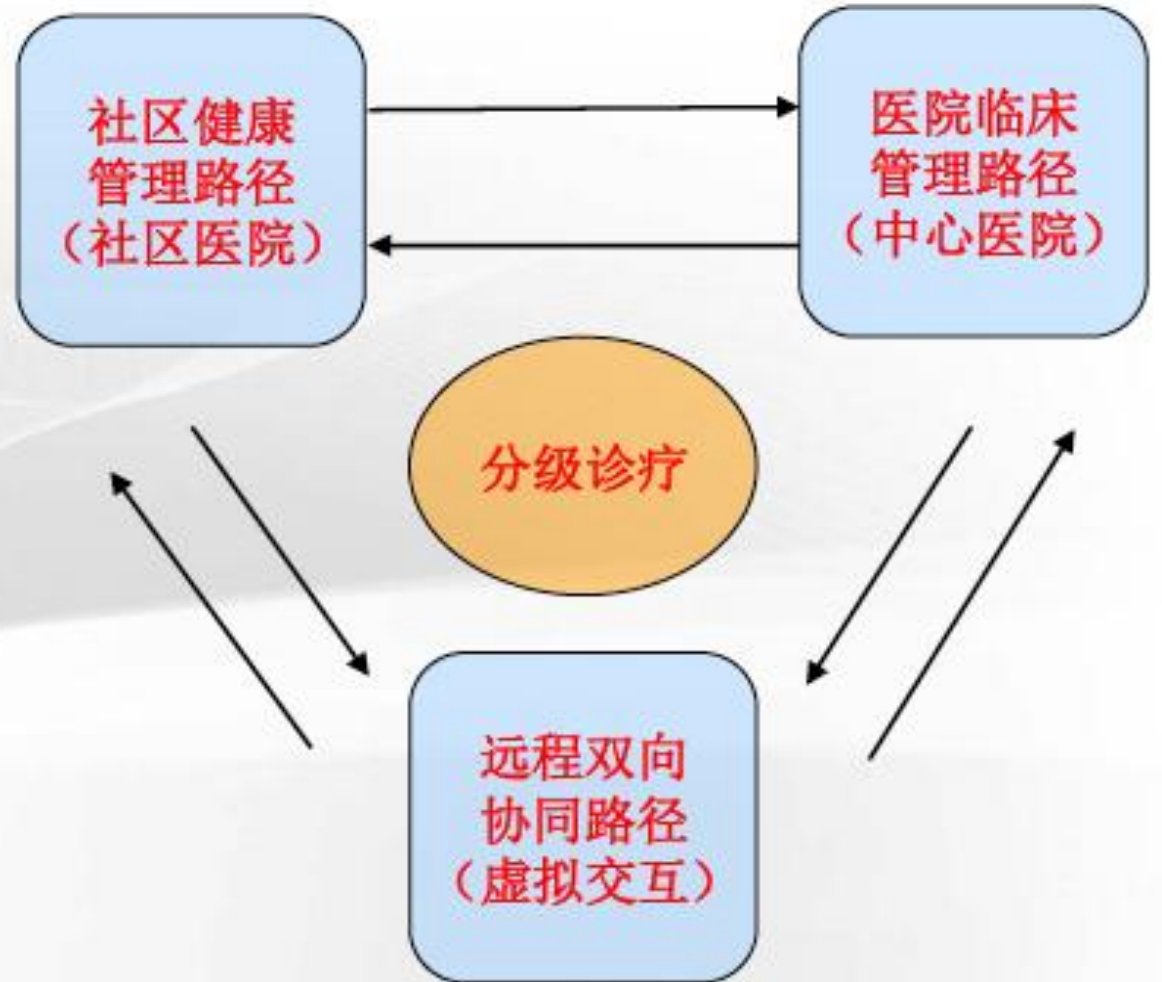 社区健康
管理路径
（社区医院）
医院临床
管理路径
（中心医院）
分级诊疗
远程双向
协同路径
（虚拟交互）